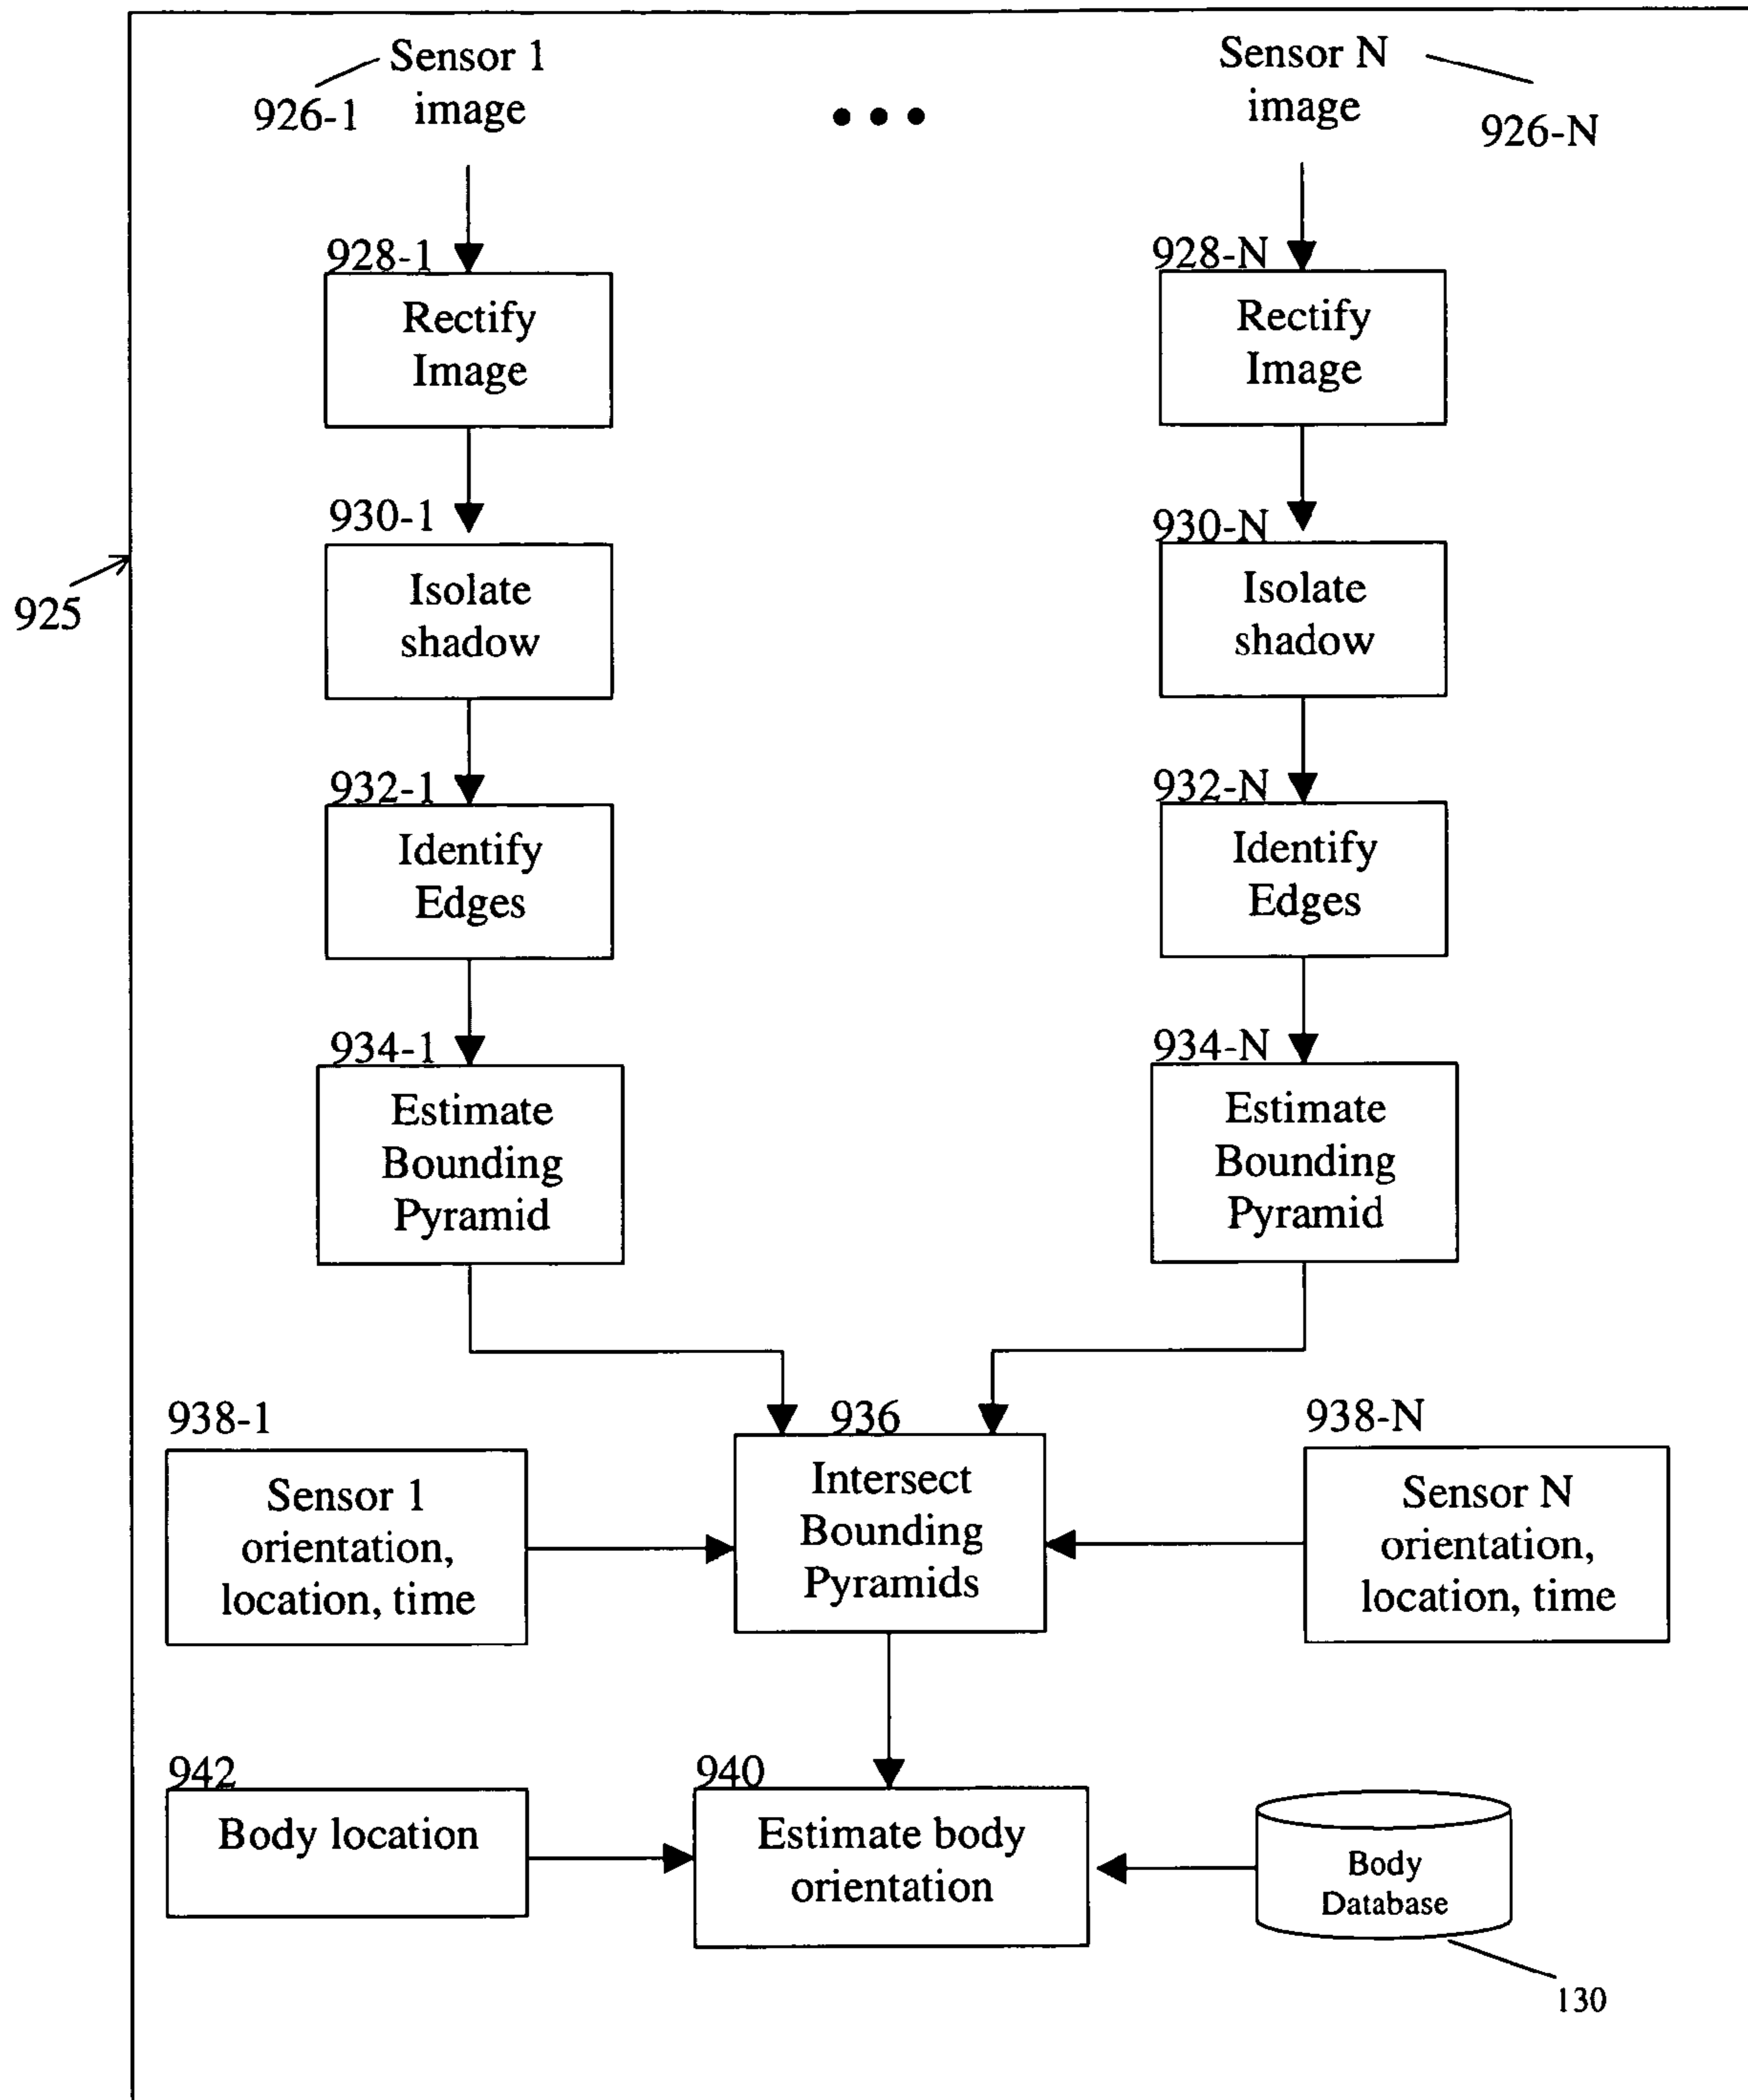 Sensor 1
image
926-1
Sensor N
image
926-N
928-1
Rectify
Image
928-N
Rectify
Image
930-1
Isolate
shadow
930-N
Isolate
shadow
925
932-1
Identify
Edges
932-N
Identify
Edges
934-1
Estimate
Bounding
Pyramid
934-N
Estimate
Bounding
Pyramid
938-1
Sensor 1
orientation,
location, time
936
Intersect
Bounding
Pyramids
938-N
Sensor N
orientation,
location, time
942
Body location
940
Estimate body
orientation
Body
Database
130